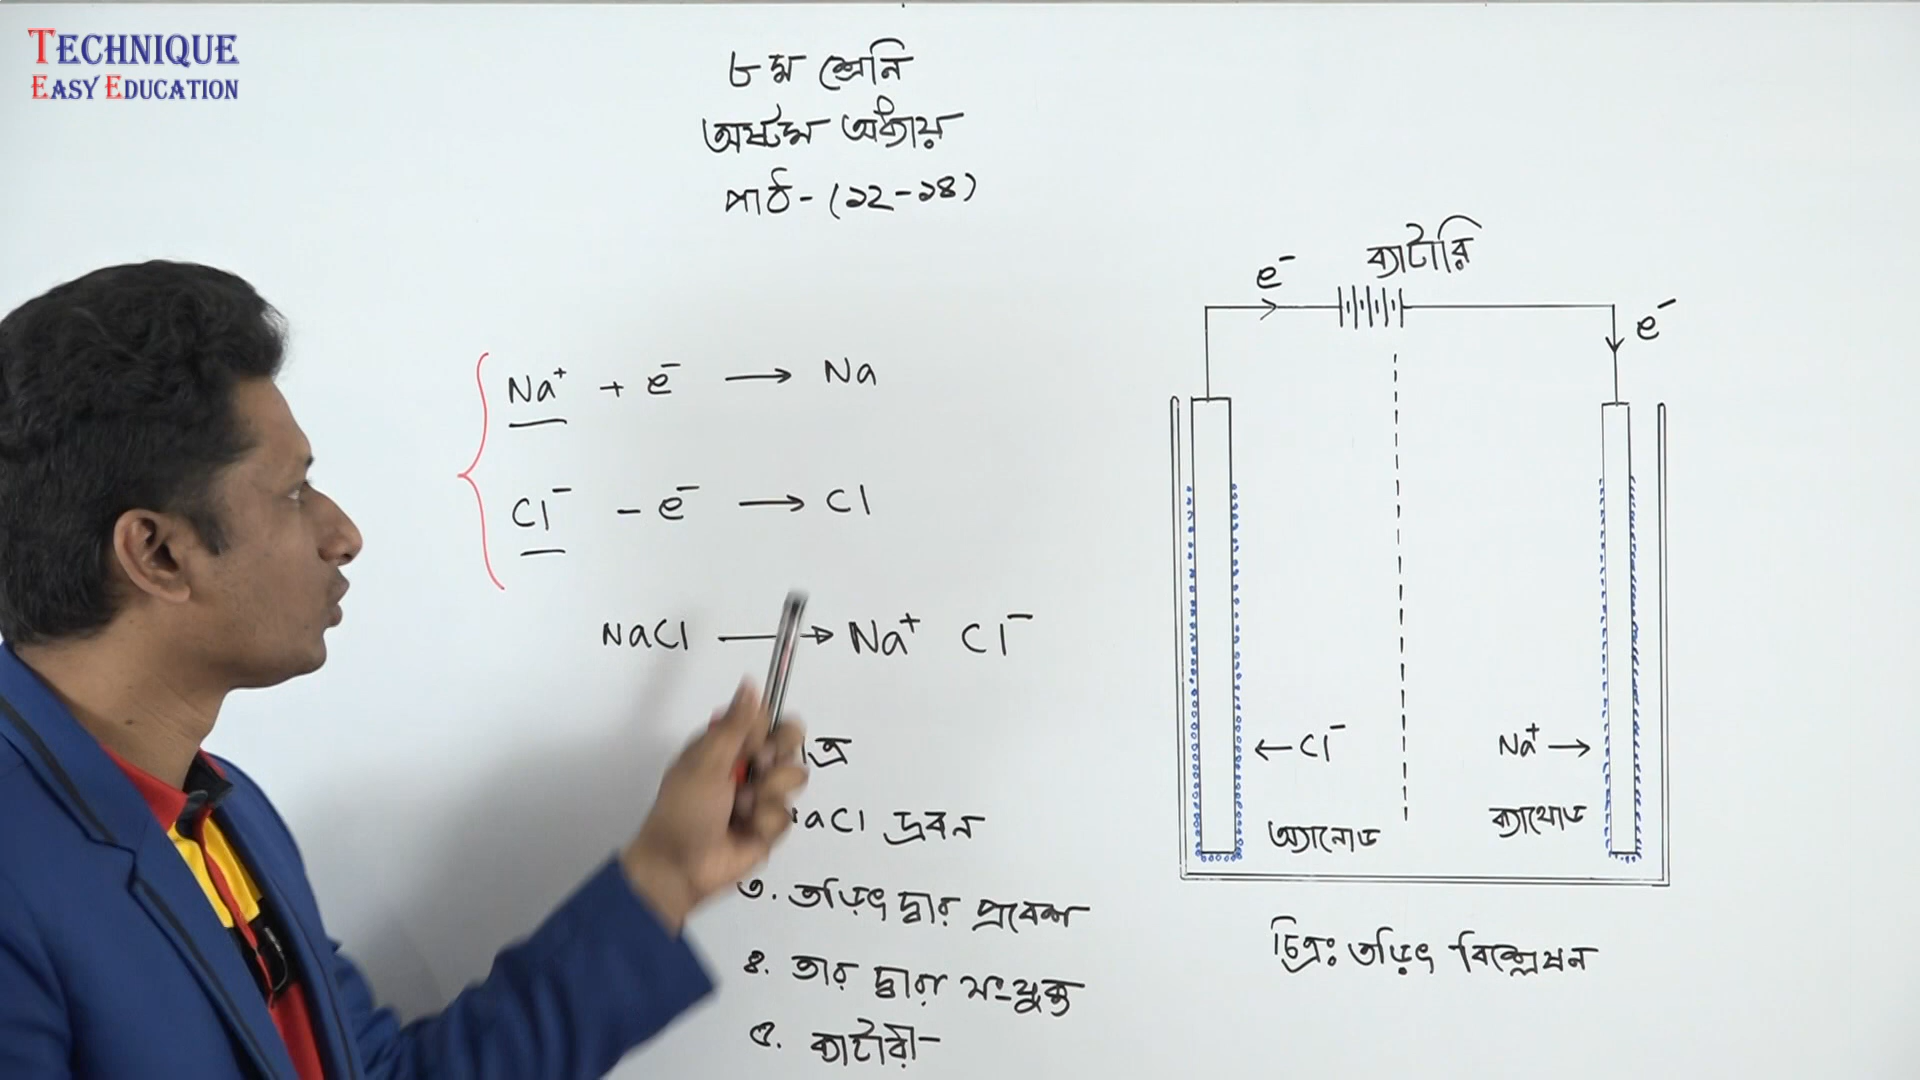 TECHNIQUE
EASY EDUCATION
৮ম শ্রেনি
অষ্টম অধ্যায়
পাঠ-(১২-১৪)
Na⁺ + e⁻ → Na
Cl⁻ - e⁻ → Cl
NaCl → Na⁺ Cl⁻
NaCl দ্রবন
৩. তড়িৎ দ্বার প্রবেশ
৪. তার দ্বারা সংযুক্ত
৫. ব্যাটারী
ব্যাটারি
e⁻
e⁻
← Cl⁻
Na⁺ →
অ্যানোড
ক্যাথোড
চিত্রঃ তড়িৎ বিশ্লেষন